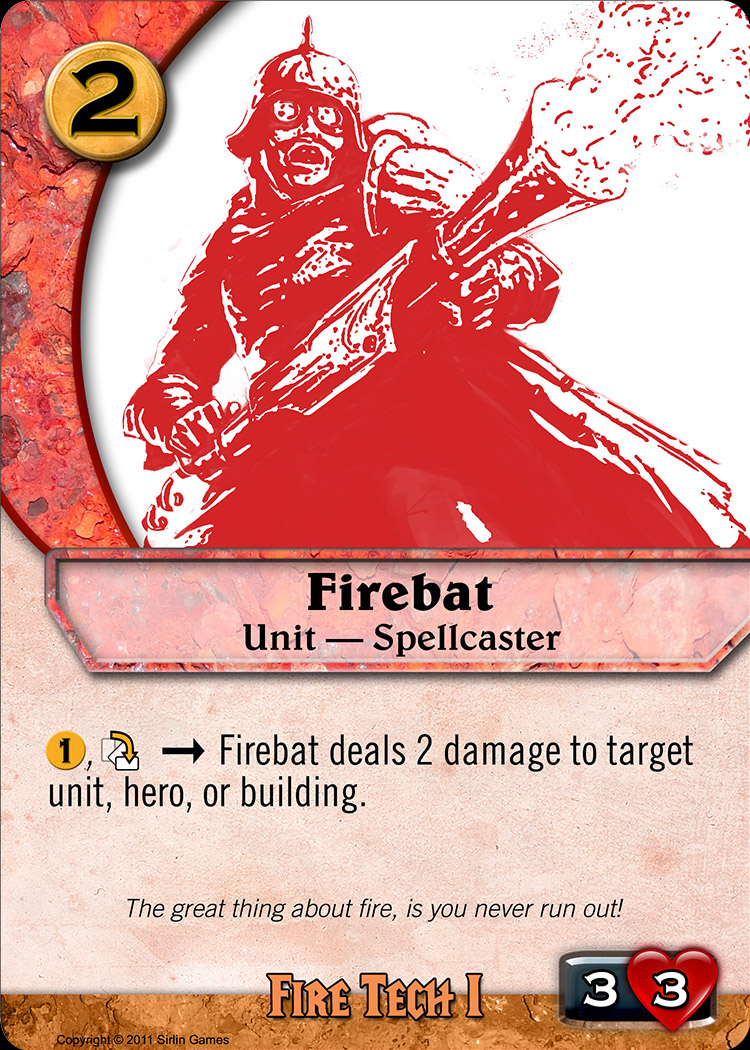 2
Firebat
Unit — Spellcaster
1, → Firebat deals 2 damage to target
unit, hero, or building.
The great thing about fire, is you never run out!
Fire Tech I
3 3
Copyright © 2011 Sirlin Games